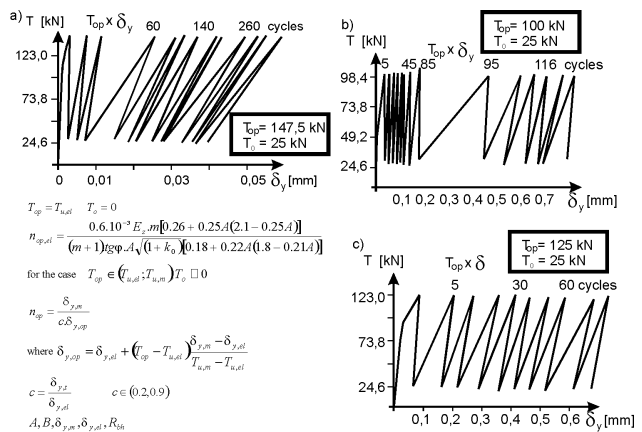 a) T [kN] T_op x δ_y 60 140 260 cycles
123,0
73,8
24,6
T_op= 147,5 kN
T_o = 25 kN
0 0,01 0,03 0,05 δ_y [mm]
T_op = T_u,el T_o = 0
n_op,el = 0.6.10^-3 E_z.m[0.26 + 0.25A(2.1 − 0.25A)] / (m + 1)tgφ.A√(1 + k_0)[0.18 + 0.22A(1.8 − 0.21A)]
for the case T_op ∈ (T_u,el ; T_u,m) T_o □ 0
n_op = δ_y,m / c.δ_y,op
where δ_y,op = δ_y,el + (T_op − T_u,el) δ_y,m − δ_y,el / T_u,m − T_u,el
c = δ_y,t / δ_y,el c ∈ (0.2,0.9)
A, B, δ_y,m, δ_y,el, R_bh
b) T_op= 100 kN
T_o = 25 kN
T [kN] T_op x δ_y
5 45 85 95 116 cycles
98,4
73,8
49,2
24,6
0,1 0,2 0,3 0,4 0,5 0,6 0,7 δ_y [mm]
c) T_op= 125 kN
T_o = 25 kN
T [kN] T_op x δ
5 30 60 cycles
123,0
73,8
24,6
0,1 0,2 0,3 0,4 0,5 0,6 δ_y [mm]